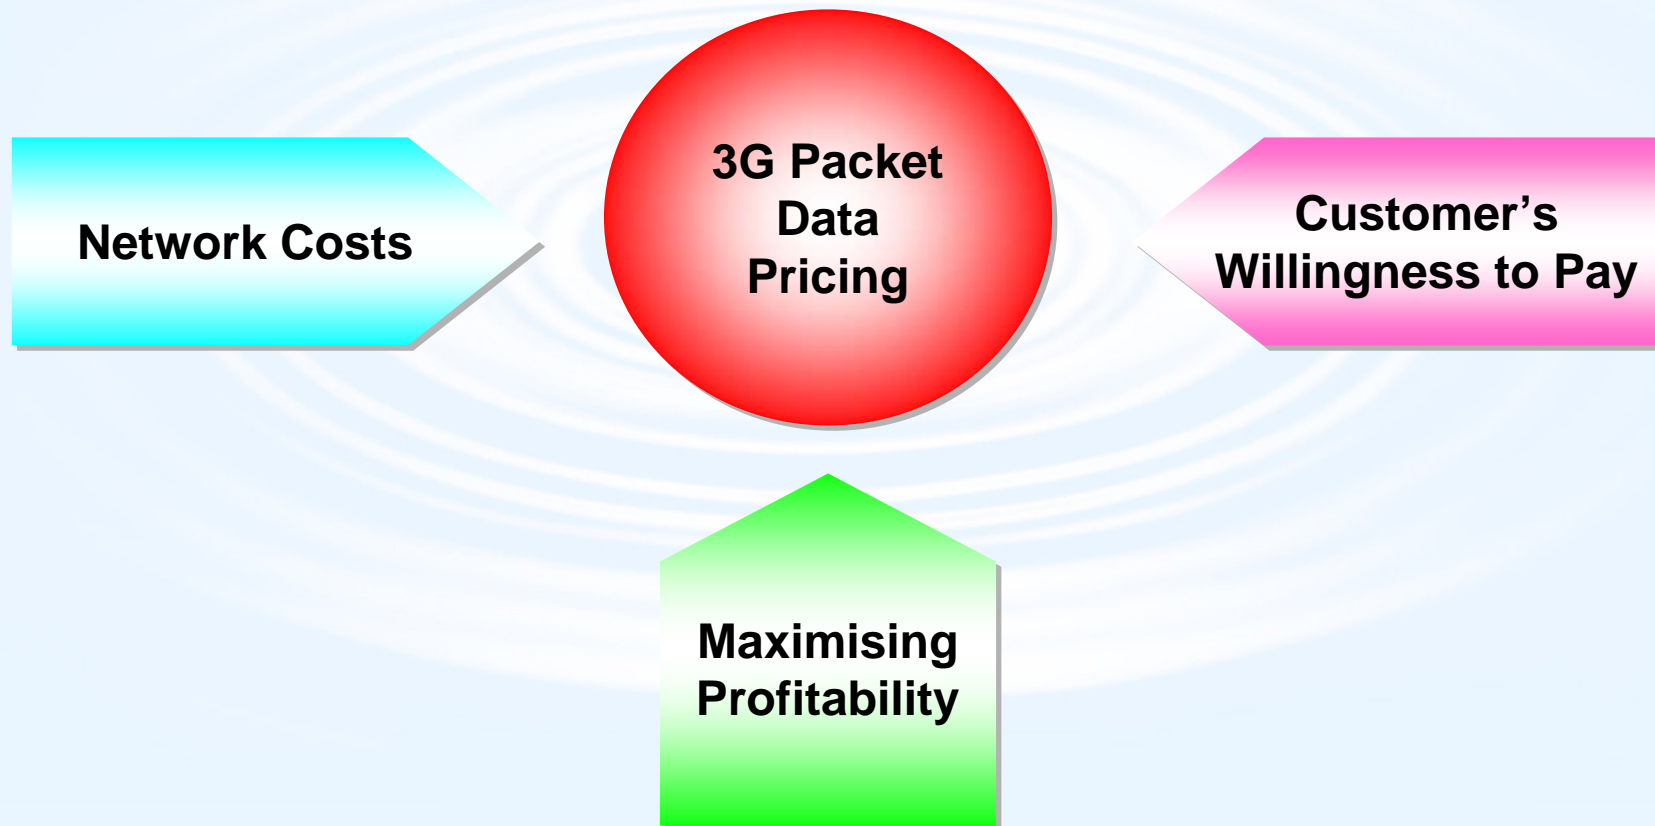 3G Packet
Data
Pricing
Network Costs
Customer’s
Willingness to Pay
Maximising
Profitability